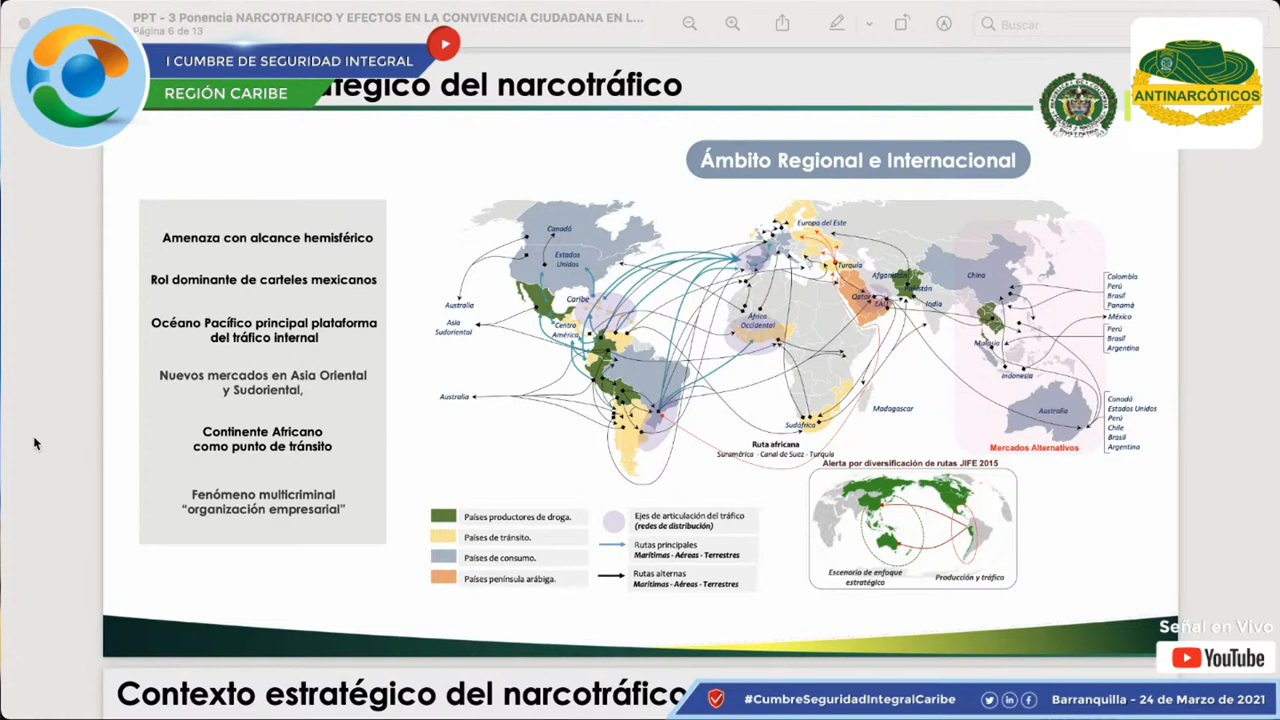 PPT - 3 Ponencia NARCOTRAFICO Y EFECTOS EN LA CONVIVENCIA CIUDADANA EN L...
Página 6 de 13
Buscar
I CUMBRE DE SEGURIDAD INTEGRAL
REGIÓN CARIBE
atégico del narcotráfico
ANTINARCÓTICOS
Ámbito Regional e Internacional
Amenaza con alcance hemisférico
Rol dominante de carteles mexicanos
Océano Pacífico principal plataforma
del tráfico internal
Nuevos mercados en Asia Oriental
y Sudoriental,
Continente Africano
como punto de tránsito
Fenómeno multicriminal
“organización empresarial”
Canadá
Estados
Unidos
Caribe
Centro
América
Australia
Asia
Sudoriental
Australia
Europa del Este
Turquía
Qatar
EAU
India
China
África
Occidental
Malasia
Indonesia
Australia
Madagascar
Sudáfrica
Ruta africana
Suramérica - Canal de Suez - Turquía
Colombia
Perú
Brasil
Panamá
México
Perú
Brasil
Argentina
Canadá
Estados Unidos
Perú
Chile
Brasil
Argentina
Mercados Alternativos
Alerta por diversificación de rutas JIFE 2015
Escenario de enfoque
estratégico
Producción y tráfico
Países productores de droga.
Países de tránsito.
Países de consumo.
Países península arábiga.
Ejes de articulación del tráfico
(redes de distribución)
Rutas principales
Marítimas - Aéreas - Terrestres
Rutas alternas
Marítimas - Aéreas - Terrestres
Señal en Vivo
YouTube
Contexto estratégico del narcotráfico
#CumbreSeguridadIntegralCaribe
Barranquilla - 24 de Marzo de 2021